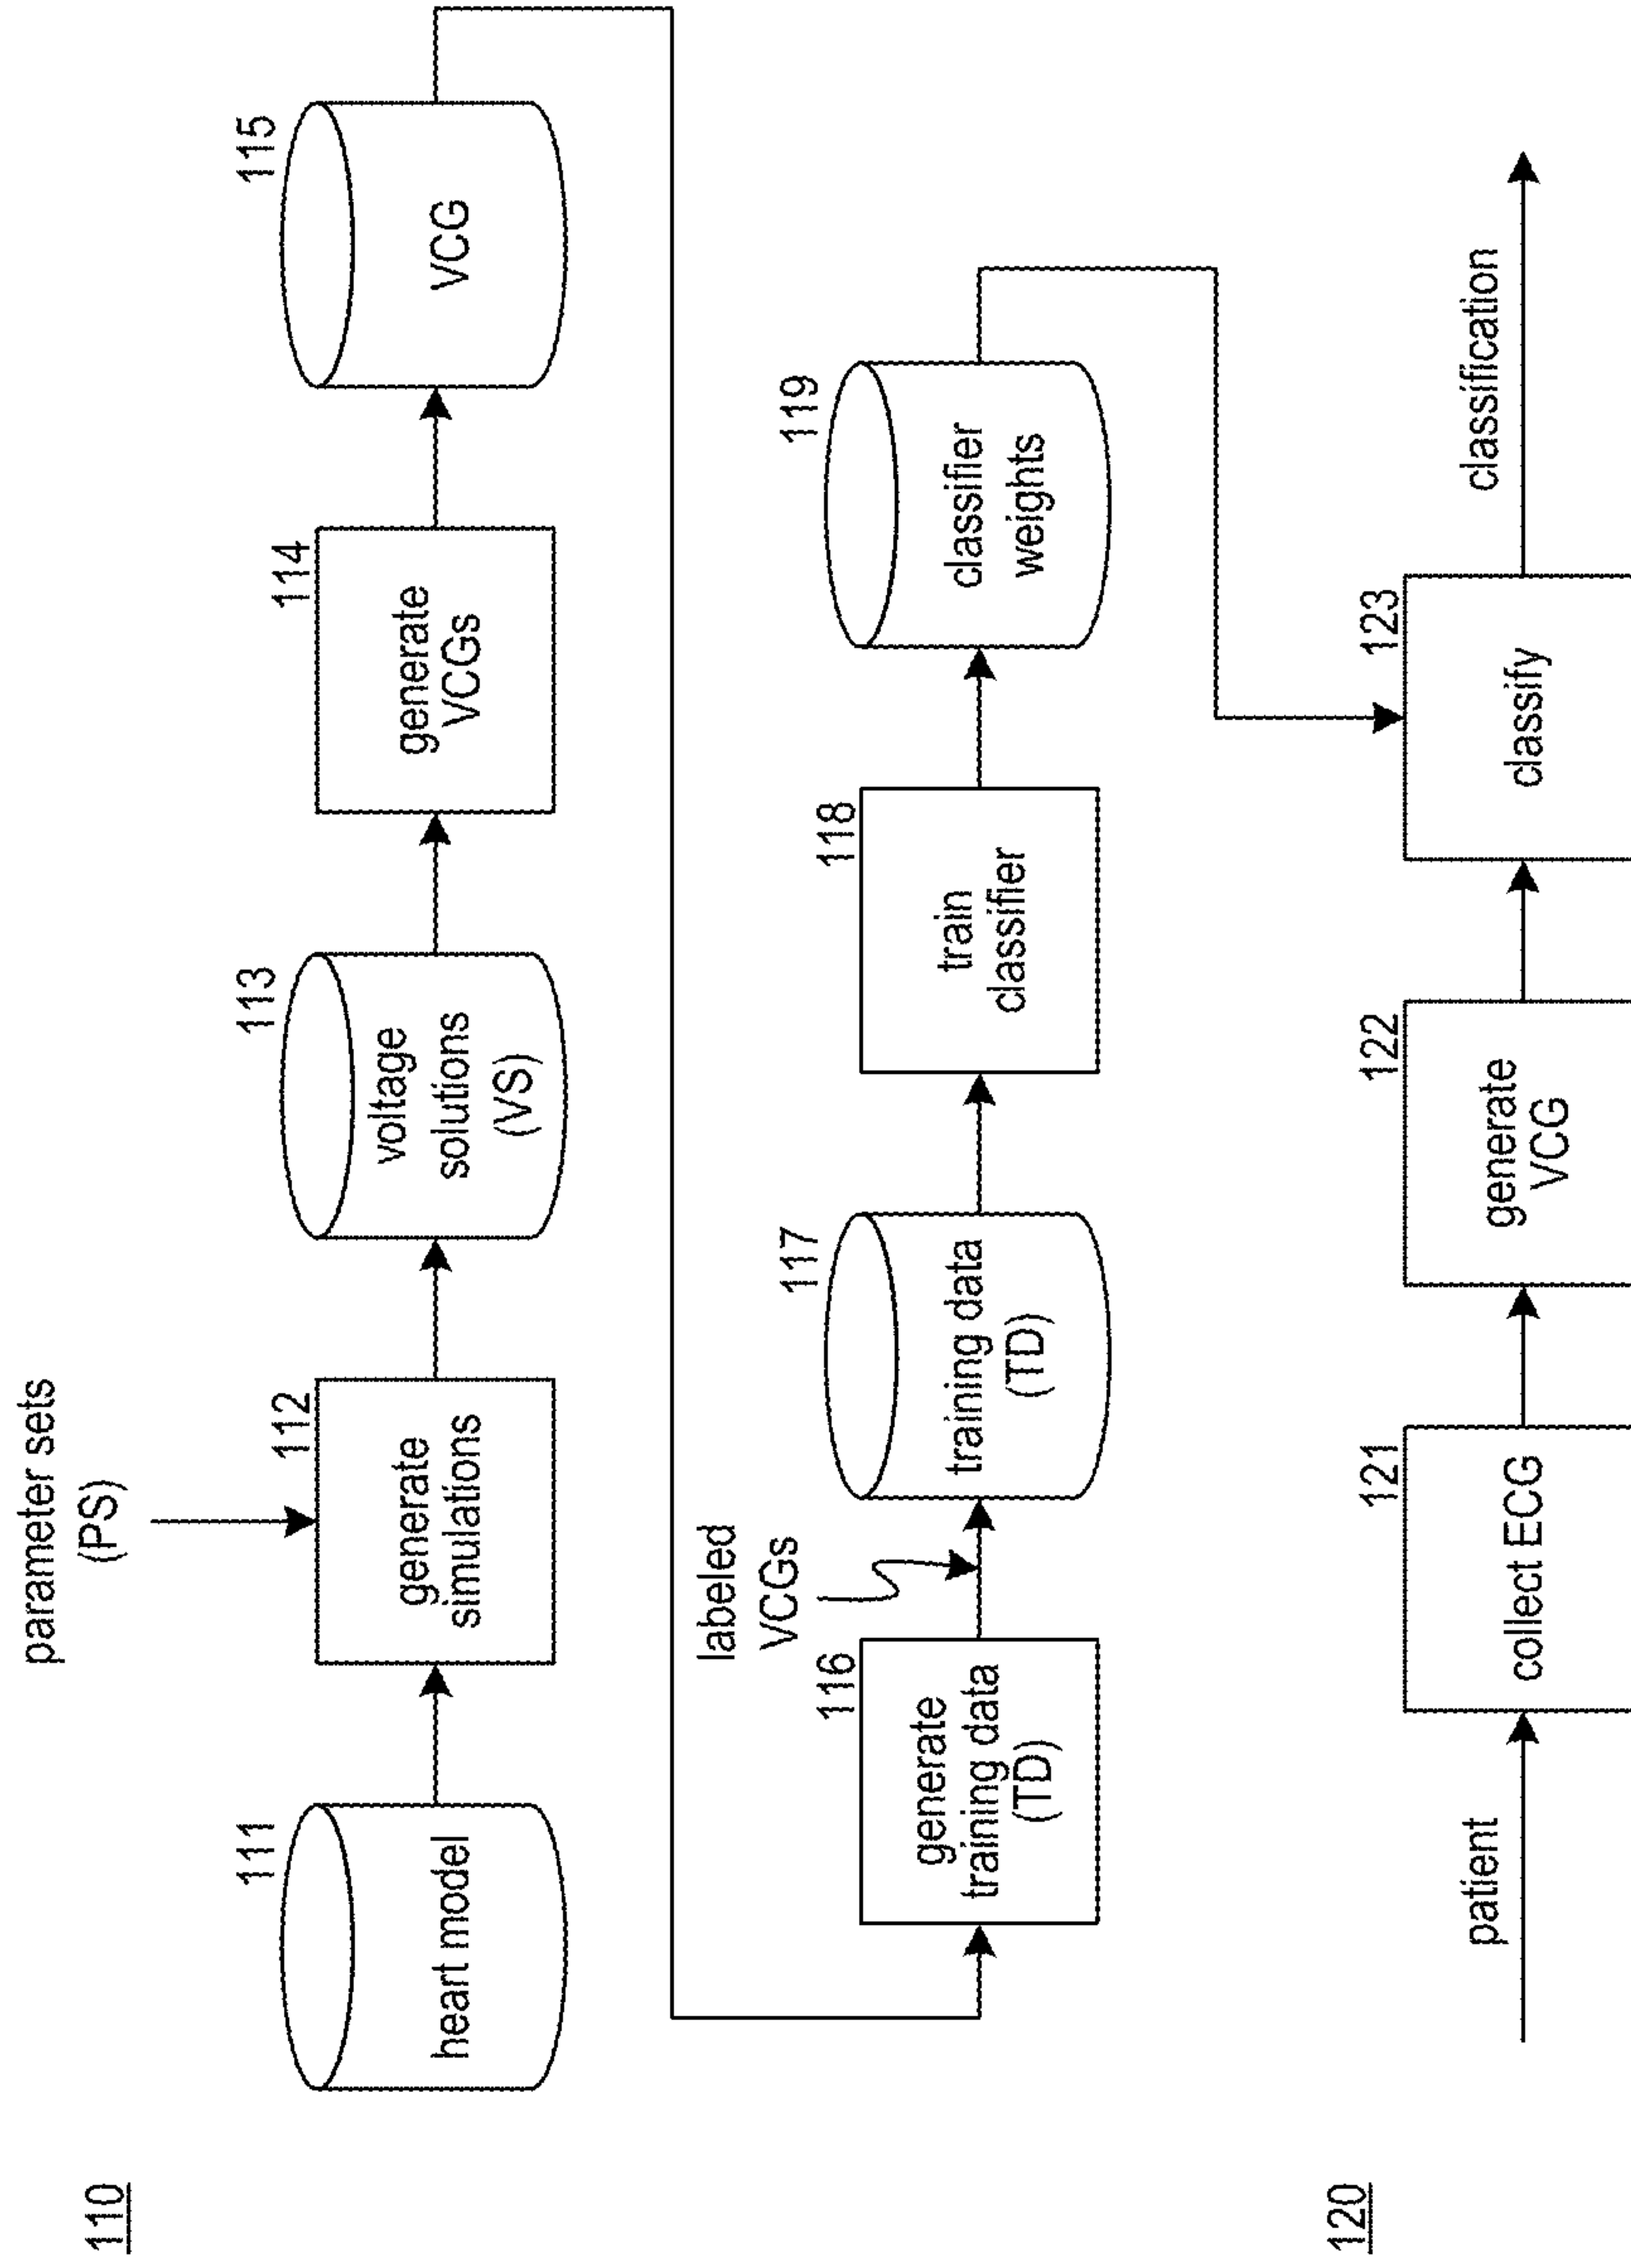 110
parameter sets
(PS)
111
heart model
112
generate
simulations
113
voltage
solutions
(VS)
114
generate
VCGs
115
VCG
116
generate
training data
(TD)
labeled
VCGs
117
training data
(TD)
118
train
classifier
119
classifier
weights
120
patient
121
collect ECG
122
generate
VCG
123
classify
classification